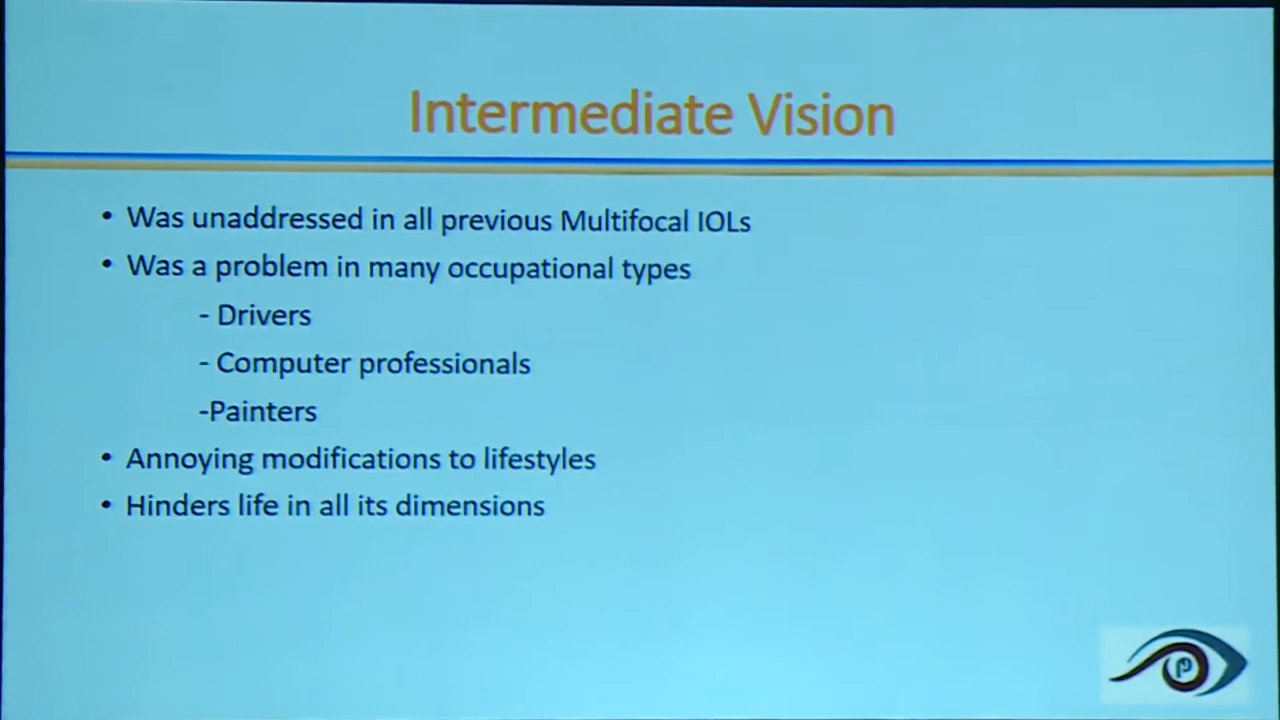 Intermediate Vision
• Was unaddressed in all previous Multifocal IOLs
• Was a problem in many occupational types
- Drivers
- Computer professionals
-Painters
• Annoying modifications to lifestyles
• Hinders life in all its dimensions
p